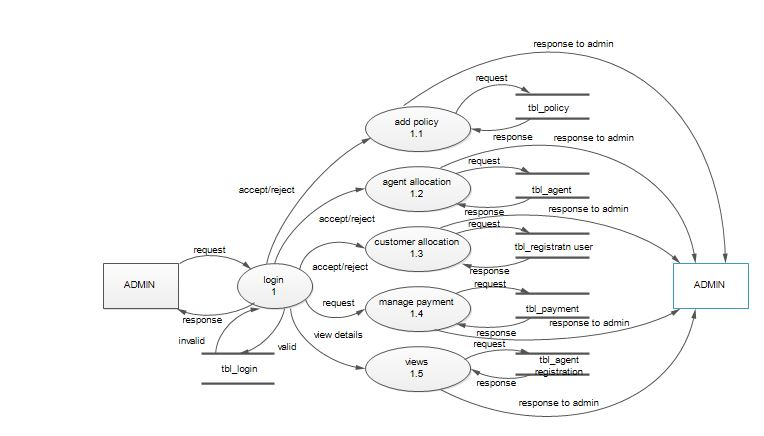 response to admin
request
tbl_policy
add policy
1.1
response
response to admin
request
agent allocation
1.2
tbl_agent
accept/reject
response
response to admin
accept/reject
request
customer allocation
1.3
tbl_registratn user
request
accept/reject
response
login
1
ADMIN
ADMIN
request
request
manage payment
1.4
tbl_payment
response
response to admin
response
view details
invalid
valid
request
views
1.5
tbl_agent
registration
tbl_login
response
response to admin